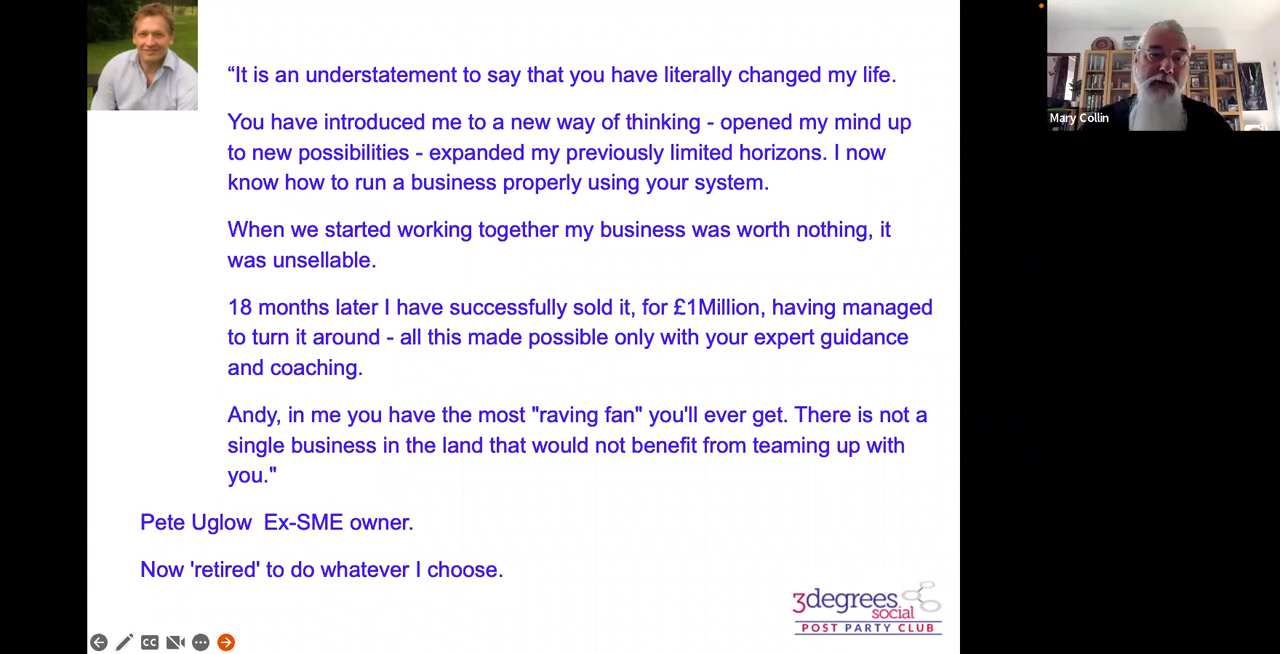 “It is an understatement to say that you have literally changed my life.
You have introduced me to a new way of thinking - opened my mind up
to new possibilities - expanded my previously limited horizons. I now
know how to run a business properly using your system.
When we started working together my business was worth nothing, it
was unsellable.
18 months later I have successfully sold it, for £1Million, having managed
to turn it around - all this made possible only with your expert guidance
and coaching.
Andy, in me you have the most "raving fan" you'll ever get. There is not a
single business in the land that would not benefit from teaming up with
you."
Pete Uglow  Ex-SME owner.
Now 'retired' to do whatever I choose.
3degrees
social
POST PARTY CLUB
CC
Mary Collin